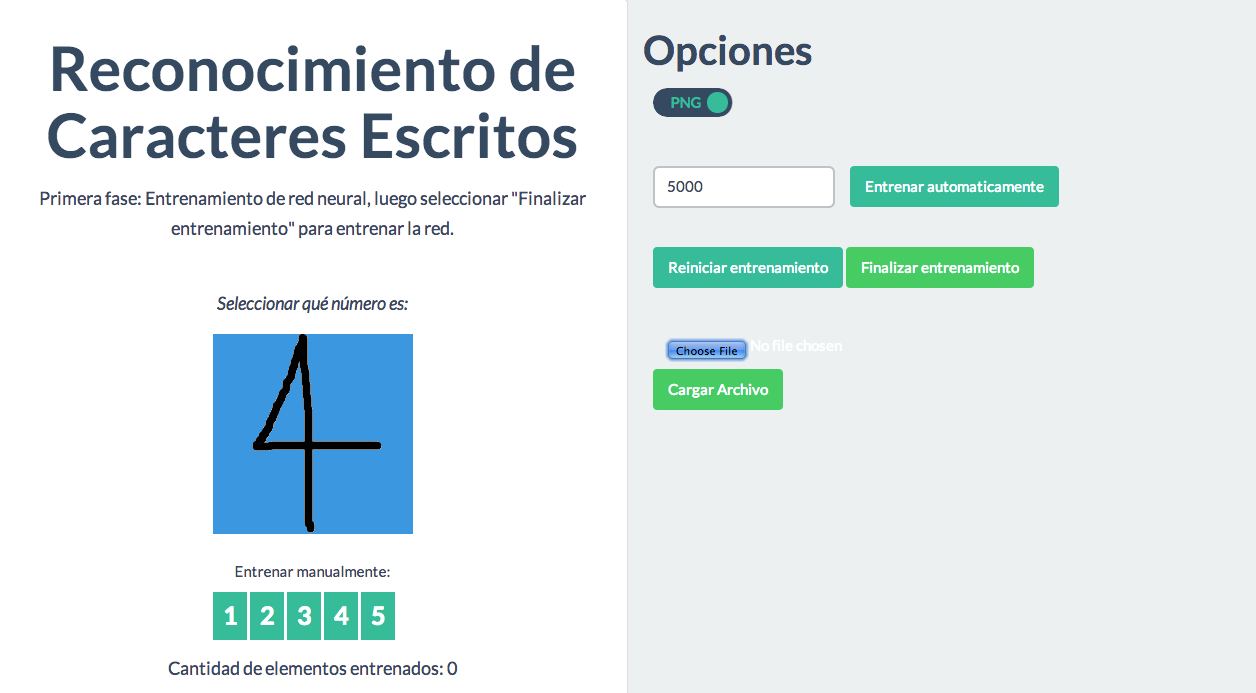 Reconocimiento de
Caracteres Escritos
Primera fase: Entrenamiento de red neural, luego seleccionar "Finalizar
entrenamiento" para entrenar la red.
Seleccionar qué número es:
4
Entrenar manualmente:
1 2 3 4 5
Cantidad de elementos entrenados: 0
Opciones
PNG
5000 Entrenar automaticamente
Reiniciar entrenamiento Finalizar entrenamiento
Choose File No file chosen
Cargar Archivo